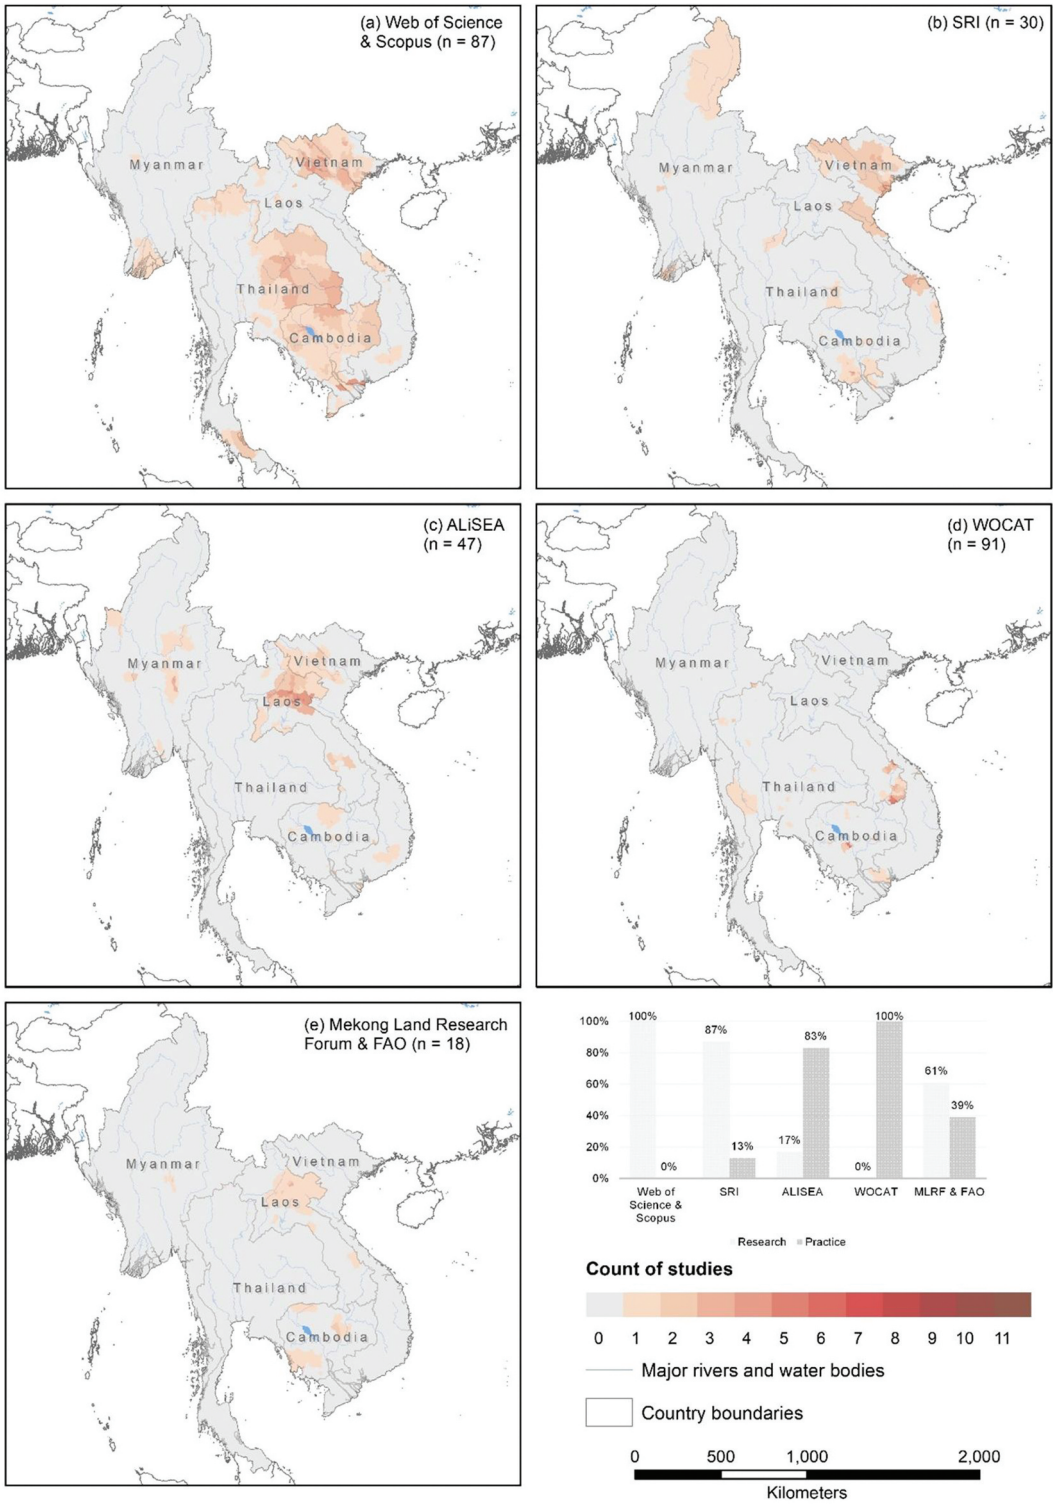 (a) Web of Science
& Scopus (n = 87)
Myanmar
Vietnam
Laos
Thailand
Cambodia
(b) SRI (n = 30)
Myanmar
Vietnam
Laos
Thailand
Cambodia
(c) ALiSEA
(n = 47)
Myanmar
Vietnam
Laos
Thailand
Cambodia
(d) WOCAT
(n = 91)
Myanmar
Vietnam
Laos
Thailand
Cambodia
(e) Mekong Land Research
Forum & FAO (n = 18)
Myanmar
Vietnam
Laos
Thailand
Cambodia
100%
80%
60%
40%
20%
0%
100%
0%
87%
13%
17%
83%
0%
100%
61%
39%
Web of
Science &
Scopus
SRI
ALISEA
WOCAT
MLRF & FAO
Research
Practice
Count of studies
0 1 2 3 4 5 6 7 8 9 10 11
Major rivers and water bodies
Country boundaries
0 500 1,000 2,000
Kilometers